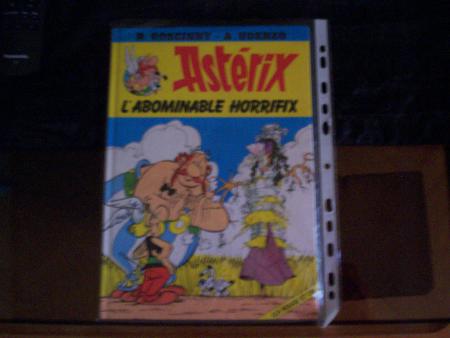 R. GOSCINNY - A. UDERZO
Astérix
L'ABOMINABLE HORRIFIX